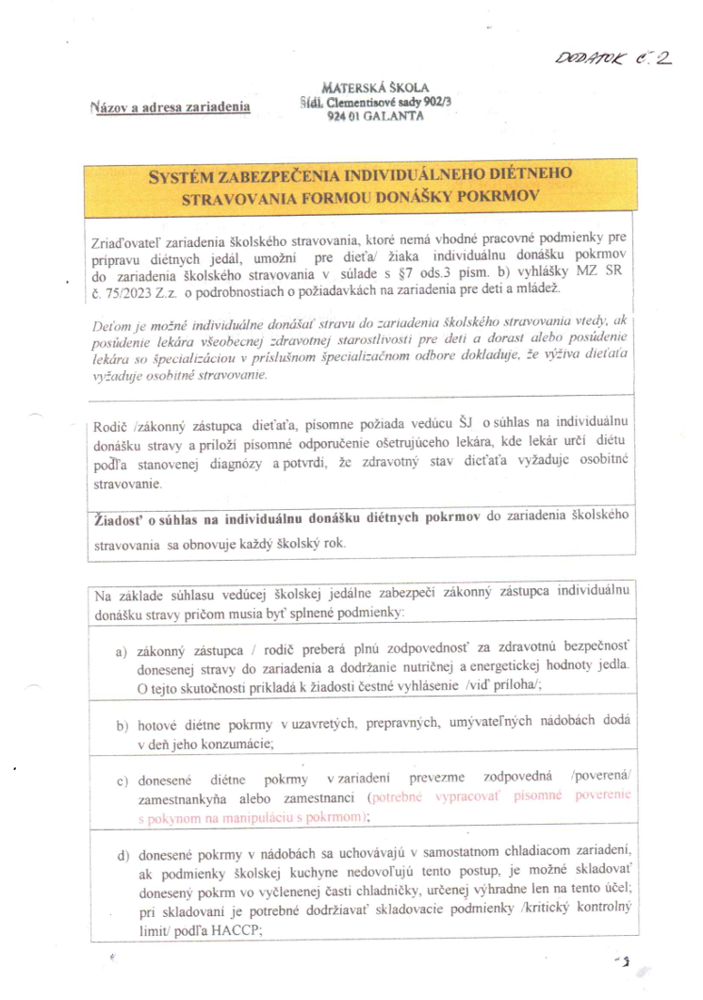 DODATOK č. 2
MATERSKÁ ŠKOLA
Sídl. Clementisové sady 902/3
924 01 GALANTA
Názov a adresa zariadenia
SYSTÉM ZABEZPEČENIA INDIVIDUÁLNEHO DIÉTNEHO
STRAVOVANIA FORMOU DONÁŠKY POKRMOV
Zriaďovateľ zariadenia školského stravovania, ktoré nemá vhodné pracovné podmienky pre
prípravu diétnych jedál, umožní pre dieťa/ žiaka individuálnu donášku pokrmov
do zariadenia školského stravovania v súlade s §7 ods.3 písm. b) vyhlášky MZ SR
č. 75/2023 Z.z. o podrobnostiach o požiadavkách na zariadenia pre deti a mládež.
Deťom je možné individuálne donášať stravu do zariadenia školského stravovania vtedy, ak
posúdenie lekára všeobecnej zdravotnej starostlivosti pre deti a dorast alebo posúdenie
lekára so špecializáciou v príslušnom špecializačnom odbore dokladuje, že výživa dieťaťa
vyžaduje osobitné stravovanie.
Rodič /zákonný zástupca dieťaťa, písomne požiada vedúcu ŠJ o súhlas na individuálnu
donášku stravy a priloží písomné odporučenie ošetrujúceho lekára, kde lekár určí diétu
podľa stanovenej diagnózy a potvrdí, že zdravotný stav dieťaťa vyžaduje osobitné
stravovanie.
Žiadosť o súhlas na individuálnu donášku diétnych pokrmov do zariadenia školského
stravovania sa obnovuje každý školský rok.
Na základe súhlasu vedúcej školskej jedálne zabezpečí zákonný zástupca individuálnu
donášku stravy pričom musia byť splnené podmienky:
a) zákonný zástupca / rodič preberá plnú zodpovednosť za zdravotnú bezpečnosť
donesenej stravy do zariadenia a dodržanie nutričnej a energetickej hodnoty jedla.
O tejto skutočnosti prikladá k žiadosti čestné vyhlásenie /viď príloha/;
b) hotové diétne pokrmy v uzavretých, prepravných, umývateľných nádobách dodá
v deň jeho konzumácie;
c) donesené diétne pokrmy v zariadení prevezme zodpovedná /poverená/
zamestnankyňa alebo zamestnanci (potrebné vypracovať písomné poverenie
s pokynom na manipuláciu s pokrmom);
d) donesené pokrmy v nádobách sa uchovávajú v samostatnom chladiacom zariadení,
ak podmienky školskej kuchyne nedovoľujú tento postup, je možné skladovať
donesený pokrm vo vyčlenenej časti chladničky, určenej výhradne len na tento účel;
pri skladovaní je potrebné dodržiavať skladovacie podmienky /kritický kontrolný
limit/ podľa HACCP;